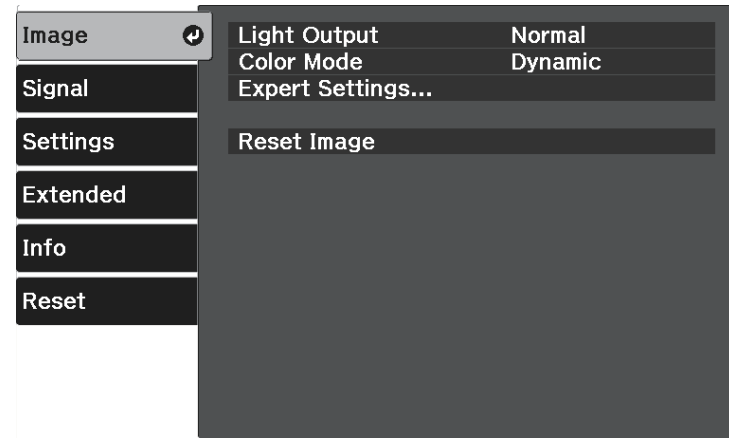 Image
Signal
Settings
Extended
Info
Reset
Light Output Normal
Color Mode Dynamic
Expert Settings...
Reset Image